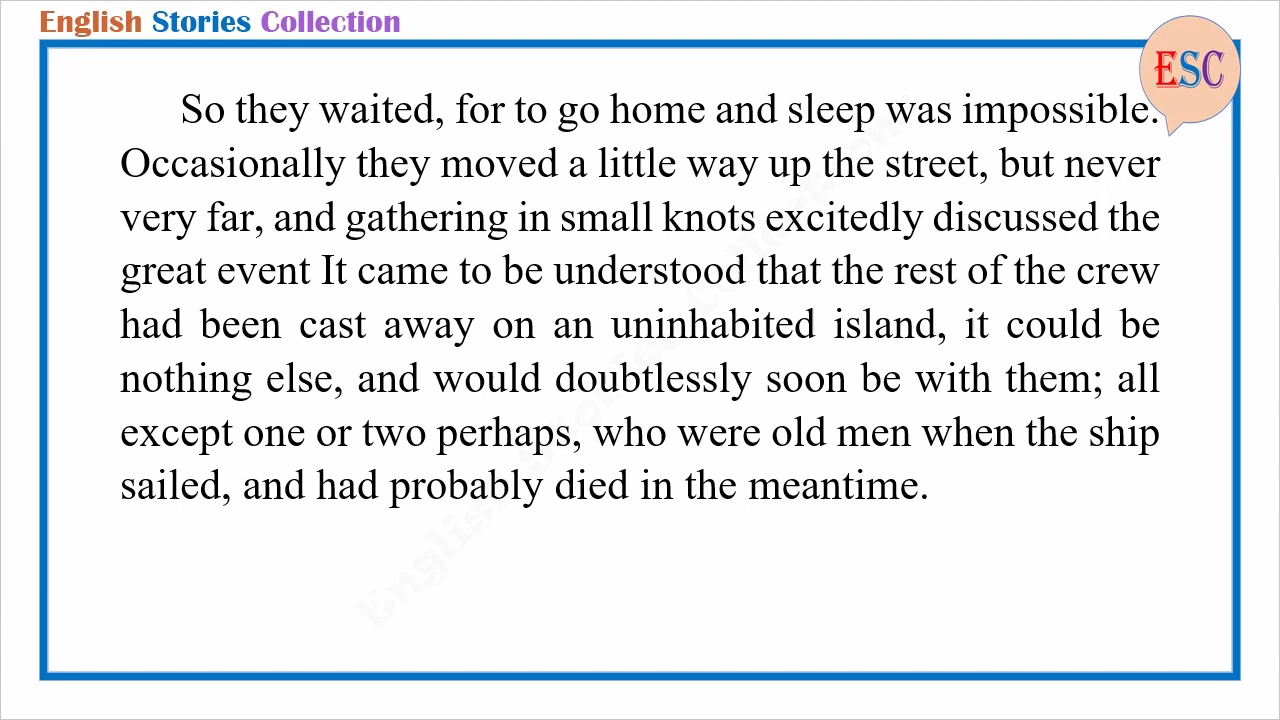 English Stories Collection
ESC
So they waited, for to go home and sleep was impossible.
Occasionally they moved a little way up the street, but never
very far, and gathering in small knots excitedly discussed the
great event It came to be understood that the rest of the crew
had been cast away on an uninhabited island, it could be
nothing else, and would doubtlessly soon be with them; all
except one or two perhaps, who were old men when the ship
sailed, and had probably died in the meantime.
English Stories Collection